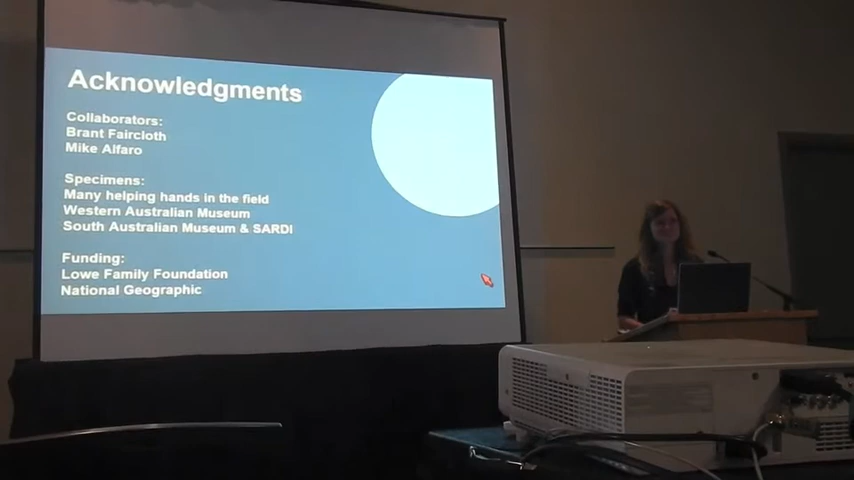 Acknowledgments
Collaborators:
Brant Faircloth
Mike Alfaro
Specimens:
Many helping hands in the field
Western Australian Museum
South Australian Museum & SARDI
Funding:
Lowe Family Foundation
National Geographic